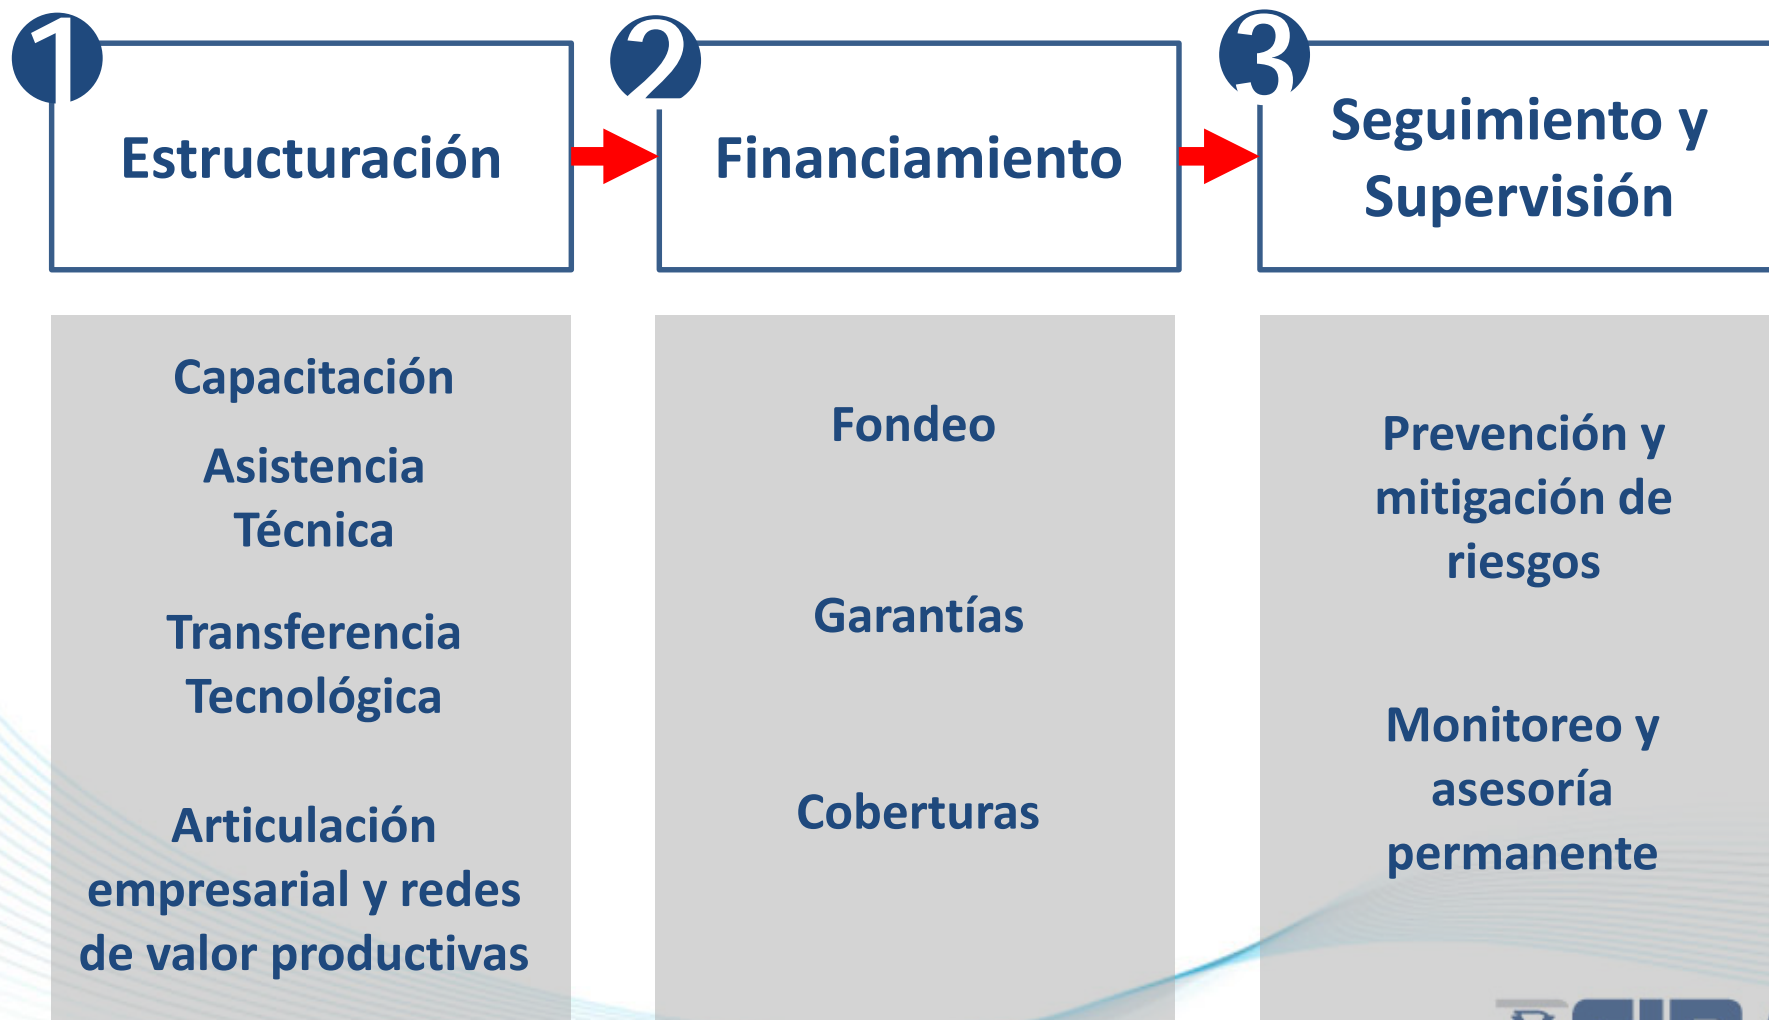 1
Estructuración
2
Financiamiento
3
Seguimiento y
Supervisión
Capacitación
Asistencia
Técnica
Transferencia
Tecnológica
Articulación
empresarial y redes
de valor productivas
Fondeo
Garantías
Coberturas
Prevención y
mitigación de
riesgos
Monitoreo y
asesoría
permanente